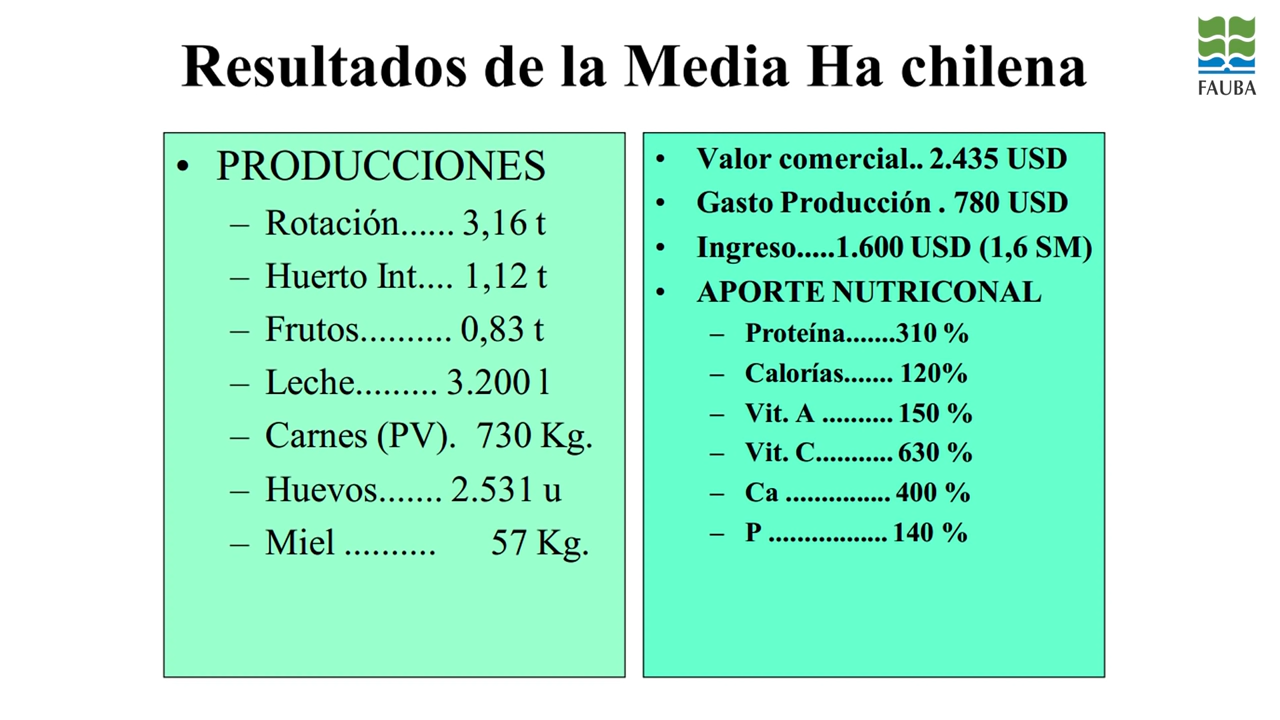 Resultados de la Media Ha chilena
FAUBA
• PRODUCCIONES
– Rotación...... 3,16 t
– Huerto Int.... 1,12 t
– Frutos.......... 0,83 t
– Leche......... 3.200 l
– Carnes (PV). 730 Kg.
– Huevos....... 2.531 u
– Miel .......... 57 Kg.
• Valor comercial.. 2.435 USD
• Gasto Producción . 780 USD
• Ingreso.....1.600 USD (1,6 SM)
• APORTE NUTRICONAL
– Proteína.......310 %
– Calorías....... 120%
– Vit. A .......... 150 %
– Vit. C........... 630 %
– Ca ............... 400 %
– P ................. 140 %